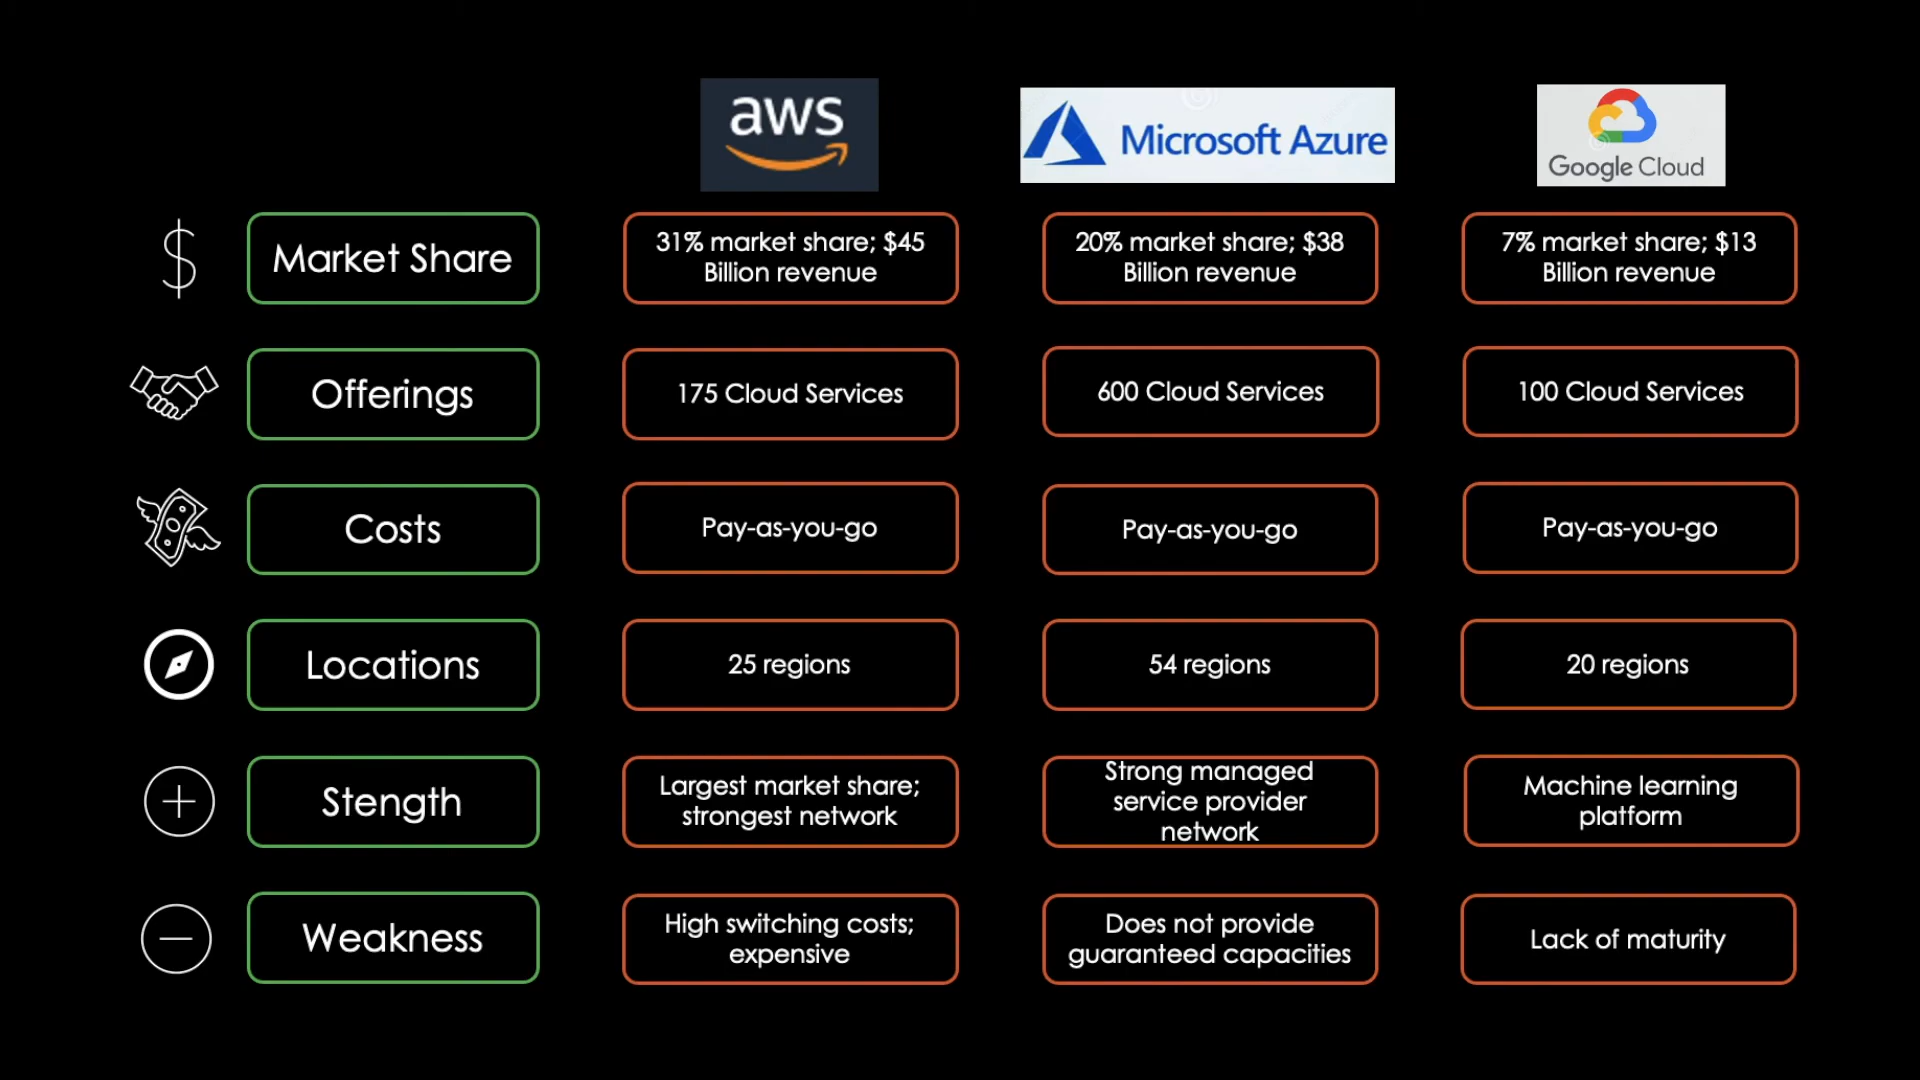 aws
Microsoft Azure
Google Cloud
Market Share
31% market share; $45
Billion revenue
20% market share; $38
Billion revenue
7% market share; $13
Billion revenue
Offerings
175 Cloud Services
600 Cloud Services
100 Cloud Services
Costs
Pay-as-you-go
Pay-as-you-go
Pay-as-you-go
Locations
25 regions
54 regions
20 regions
Stength
Largest market share;
strongest network
Strong managed
service provider
network
Machine learning
platform
Weakness
High switching costs;
expensive
Does not provide
guaranteed capacities
Lack of maturity